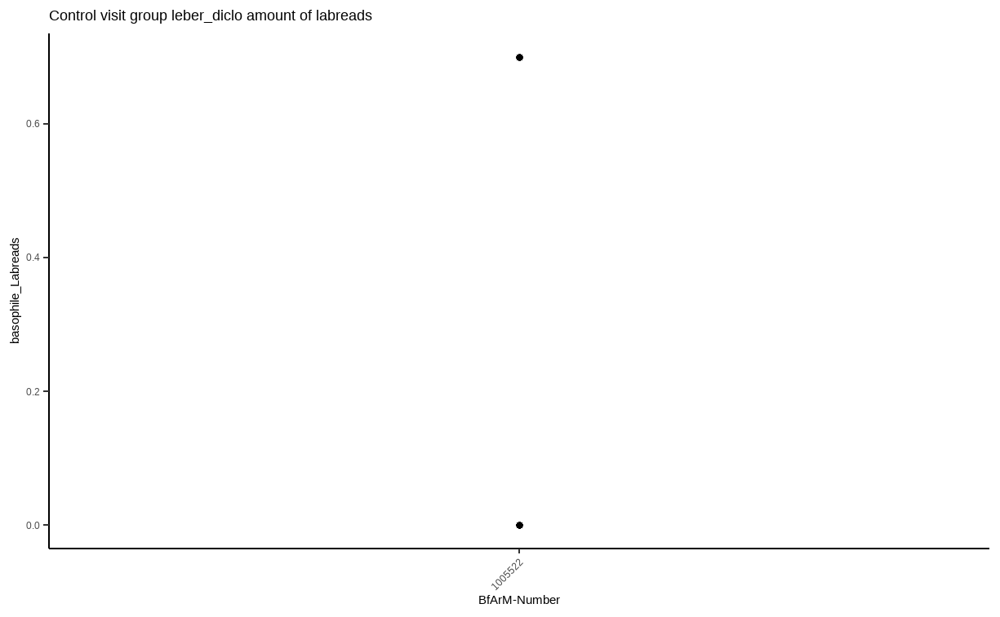 Control visit group leber_diclo amount of labreads
basophile_Labreads
0.6
0.4
0.2
0.0
1005522
BfArM-Number